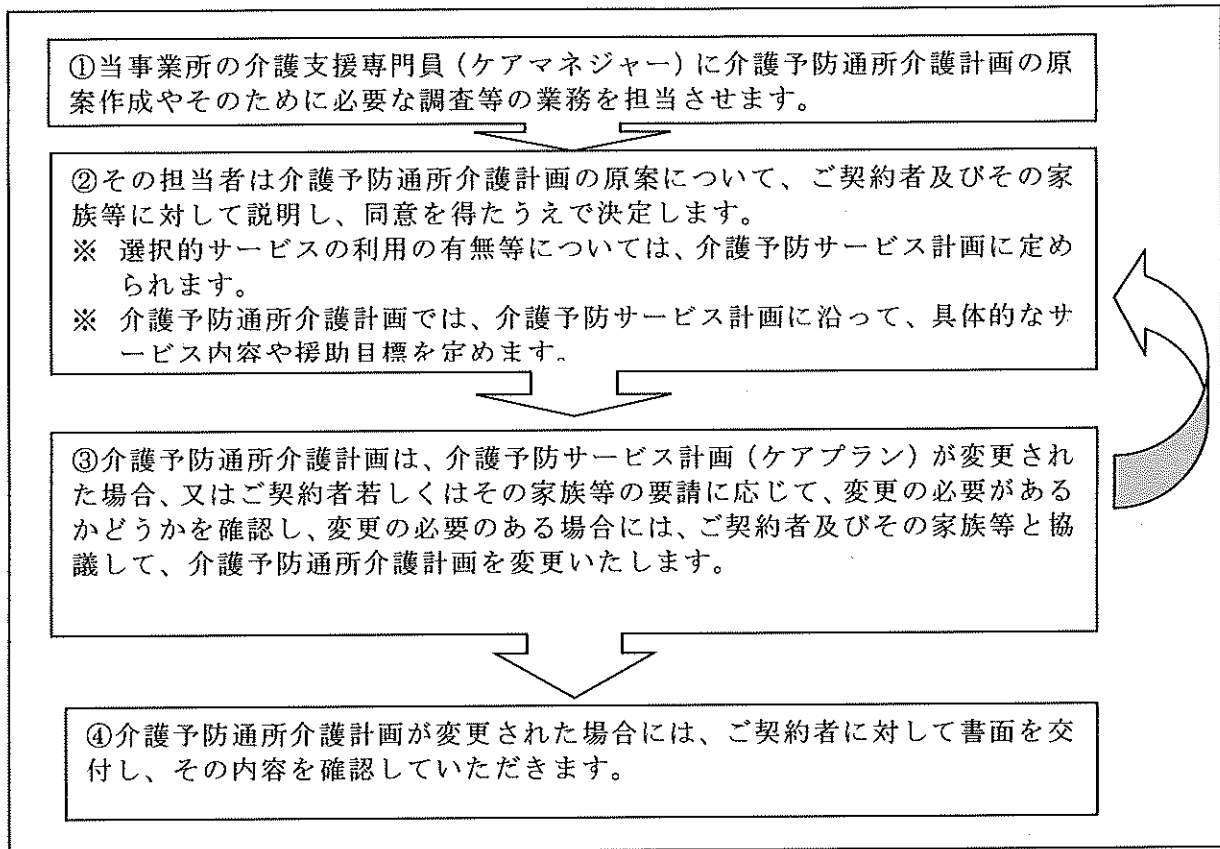 ①当事業所の介護支援専門員(ケアマネジャー)に介護予防通所介護計画の原
案作成やそのために必要な調査等の業務を担当させます。
②その担当者は介護予防通所介護計画の原案について、ご契約者及びその家
族等に対して説明し、同意を得たうえで決定します。
※ 選択的サービスの利用の有無等については、介護予防サービス計画に定め
られます。
※ 介護予防通所介護計画では、介護予防サービス計画に沿って、具体的なサ
ービス内容や援助目標を定めます。
③介護予防通所介護計画は、介護予防サービス計画(ケアプラン)が変更され
た場合、又はご契約者若しくはその家族等の要請に応じて、変更の必要がある
かどうかを確認し、変更の必要のある場合には、ご契約者及びその家族等と協
議して、介護予防通所介護計画を変更いたします。
④介護予防通所介護計画が変更された場合には、ご契約者に対して書面を交
付し、その内容を確認していただきます。